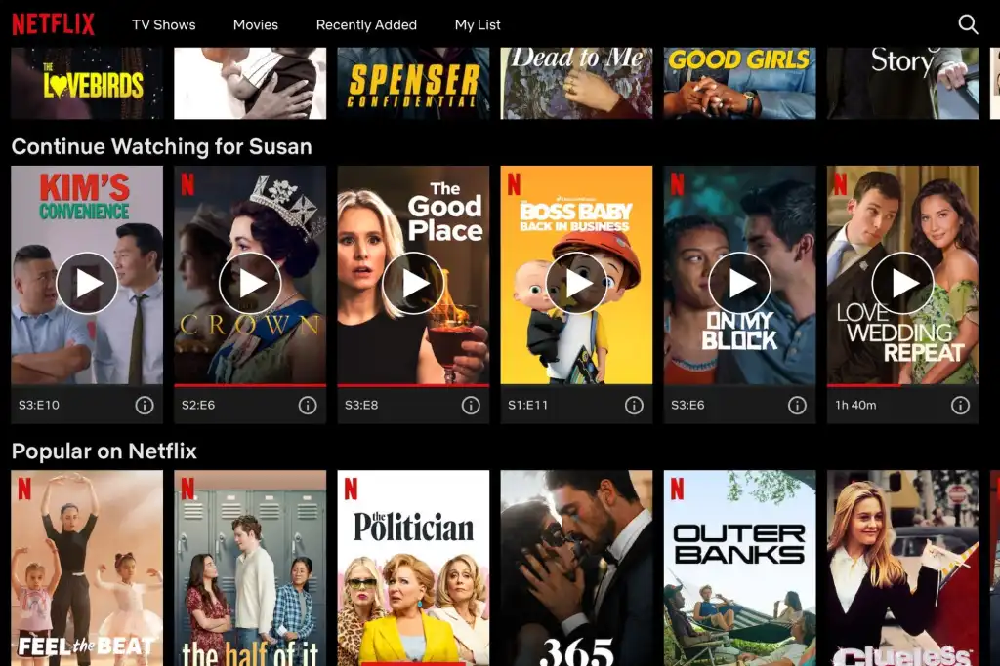 NETFLIX TV Shows Movies Recently Added My List
THE
LOVEBIRDS
SPENSER
CONFIDENTIAL
Dead to Me
GOOD GIRLS
Story
Continue Watching for Susan
KIM'S
CONVENIENCE
S3:E10
N
CROWN
S2:E6
The
Good
Place
S3:E8
N
THE
BOSS BABY
BACK IN BUSINESS
S1:E11
N
ON MY
BLOCK
S3:E6
N
LOVE
WEDDING
REPEAT
1h 40m
Popular on Netflix
N
FEEL the BEAT
N
the half of it
N
the
Politician
365
N
OUTER
BANKS
Clueless